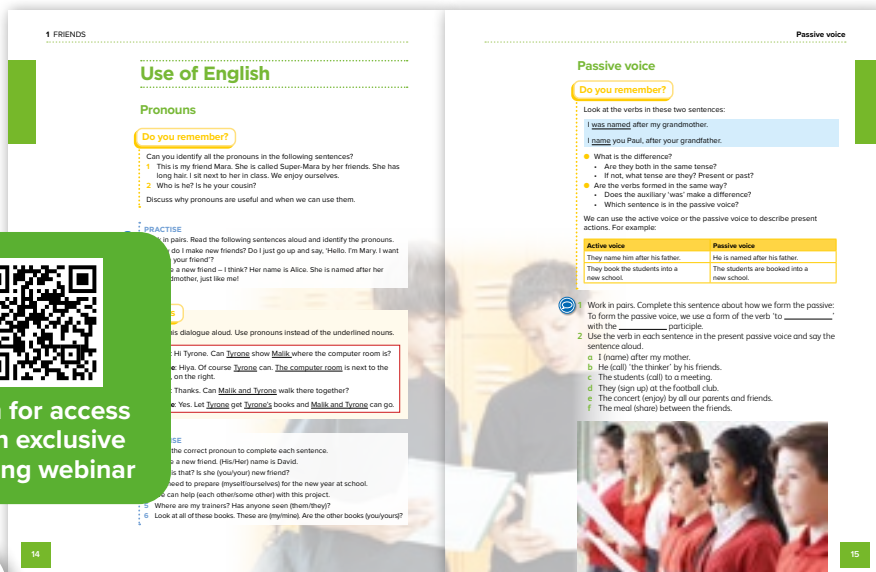 1 FRIENDS
Use of English
Pronouns
Do you remember?
Can you identify all the pronouns in the following sentences?
1 This is my friend Mara. She is called Super-Mara by her friends. She has
long hair. I sit next to her in class. We enjoy ourselves.
2 Who is he? Is he your cousin?
Discuss why pronouns are useful and when we can use them.
PRACTISE
in pairs. Read the following sentences aloud and identify the pronouns.
do I make new friends? Do I just go up and say, 'Hello. I'm Mary. I want
your friend'?
a new friend – I think? Her name is Alice. She is named after her
just like me!
dialogue aloud. Use pronouns instead of the underlined nouns.
Hi Tyrone. Can Tyrone show Malik where the computer room is?
Hiya. Of course Tyrone can. The computer room is next to the
on the right.
Thanks. Can Malik and Tyrone walk there together?
Yes. Let Tyrone get Tyrone's books and Malik and Tyrone can go.
the correct pronoun to complete each sentence.
a new friend. (His/Her) name is David.
is that? Is she (you/your) new friend?
need to prepare (myself/ourselves) for the new year at school.
can help (each other/some other) with this project.
5 Where are my trainers? Has anyone seen (them/they)?
6 Look at all of these books. These are (my/mine). Are the other books (you/yours)?
for access
exclusive
webinar
14
Passive voice
Passive voice
Do you remember?
Look at the verbs in these two sentences:
I was named after my grandmother.
I name you Paul, after your grandfather.
● What is the difference?
• Are they both in the same tense?
• If not, what tense are they? Present or past?
● Are the verbs formed in the same way?
• Does the auxiliary 'was' make a difference?
• Which sentence is in the passive voice?
We can use the active voice or the passive voice to describe present
actions. For example:
Active voice Passive voice
They name him after his father. He is named after his father.
They book the students into a The students are booked into a
new school. new school.
1 Work in pairs. Complete this sentence about how we form the passive:
To form the passive voice, we use a form of the verb 'to ________'
with the ________ participle.
2 Use the verb in each sentence in the present passive voice and say the
sentence aloud.
a I (name) after my mother.
b He (call) 'the thinker' by his friends.
c The students (call) to a meeting.
d They (sign up) at the football club.
e The concert (enjoy) by all our parents and friends.
f The meal (share) between the friends.
15